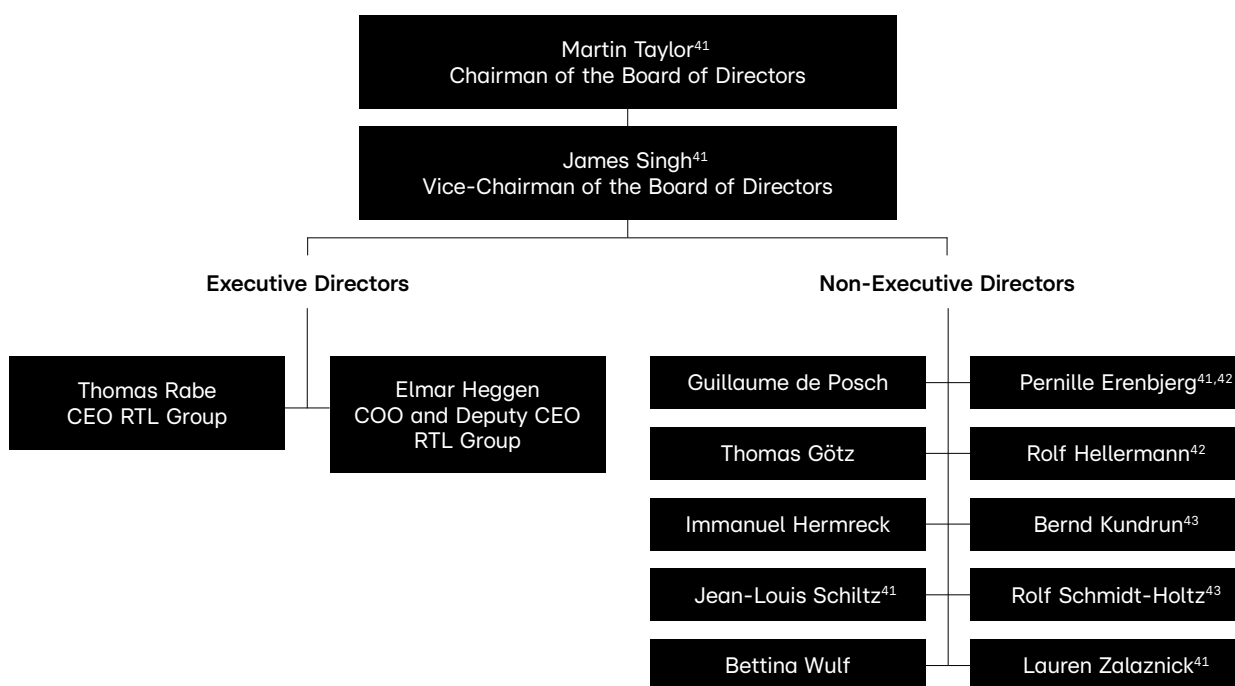 Martin Taylor⁴¹
Chairman of the Board of Directors
James Singh⁴¹
Vice-Chairman of the Board of Directors
Executive Directors
Non-Executive Directors
Thomas Rabe
CEO RTL Group
Elmar Heggen
COO and Deputy CEO
RTL Group
Guillaume de Posch
Pernille Erenbjerg⁴¹,⁴²
Thomas Götz
Rolf Hellermann⁴²
Immanuel Hermreck
Bernd Kundrun⁴³
Jean-Louis Schiltz⁴¹
Rolf Schmidt-Holtz⁴³
Bettina Wulf
Lauren Zalaznick⁴¹